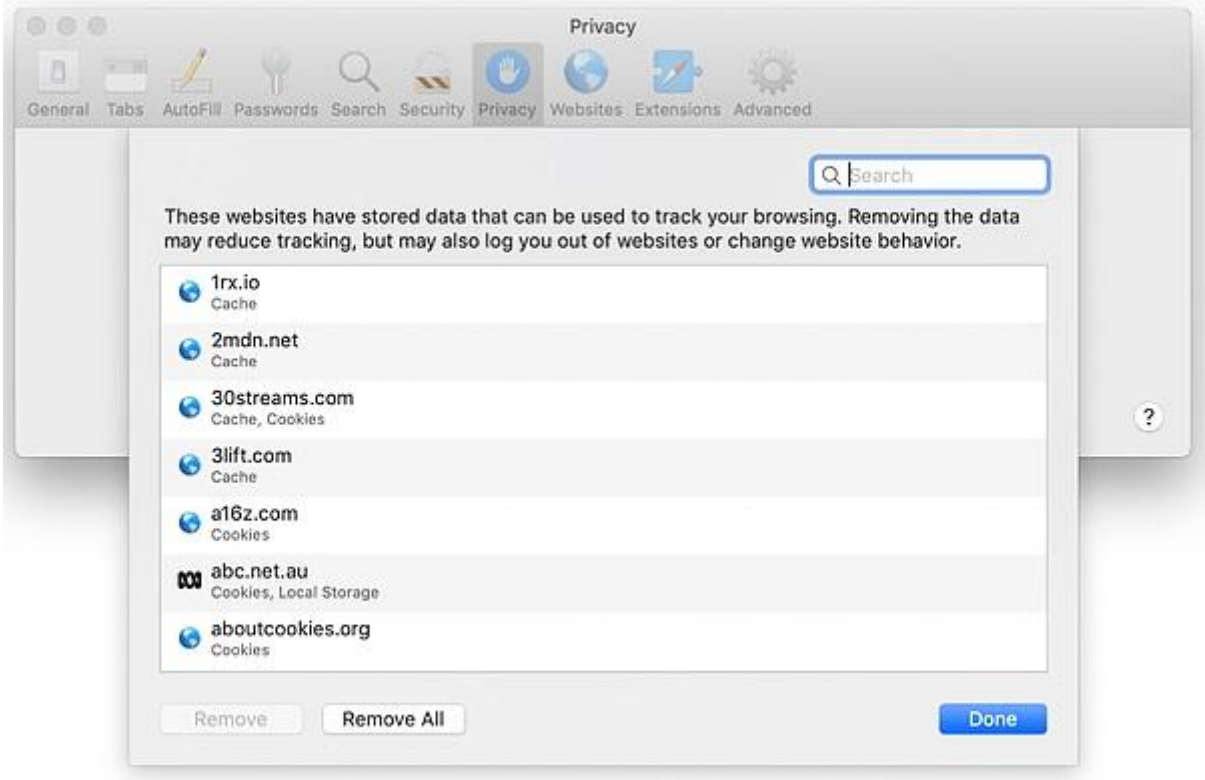 Privacy
General Tabs AutoFill Passwords Search Security Privacy Websites Extensions Advanced
Search
These websites have stored data that can be used to track your browsing. Removing the data
may reduce tracking, but may also log you out of websites or change website behavior.
1rx.io
Cache
2mdn.net
Cache
30streams.com
Cache, Cookies
?
3lift.com
Cache
a16z.com
Cookies
abc.net.au
Cookies, Local Storage
aboutcookies.org
Cookies
Remove Remove All Done